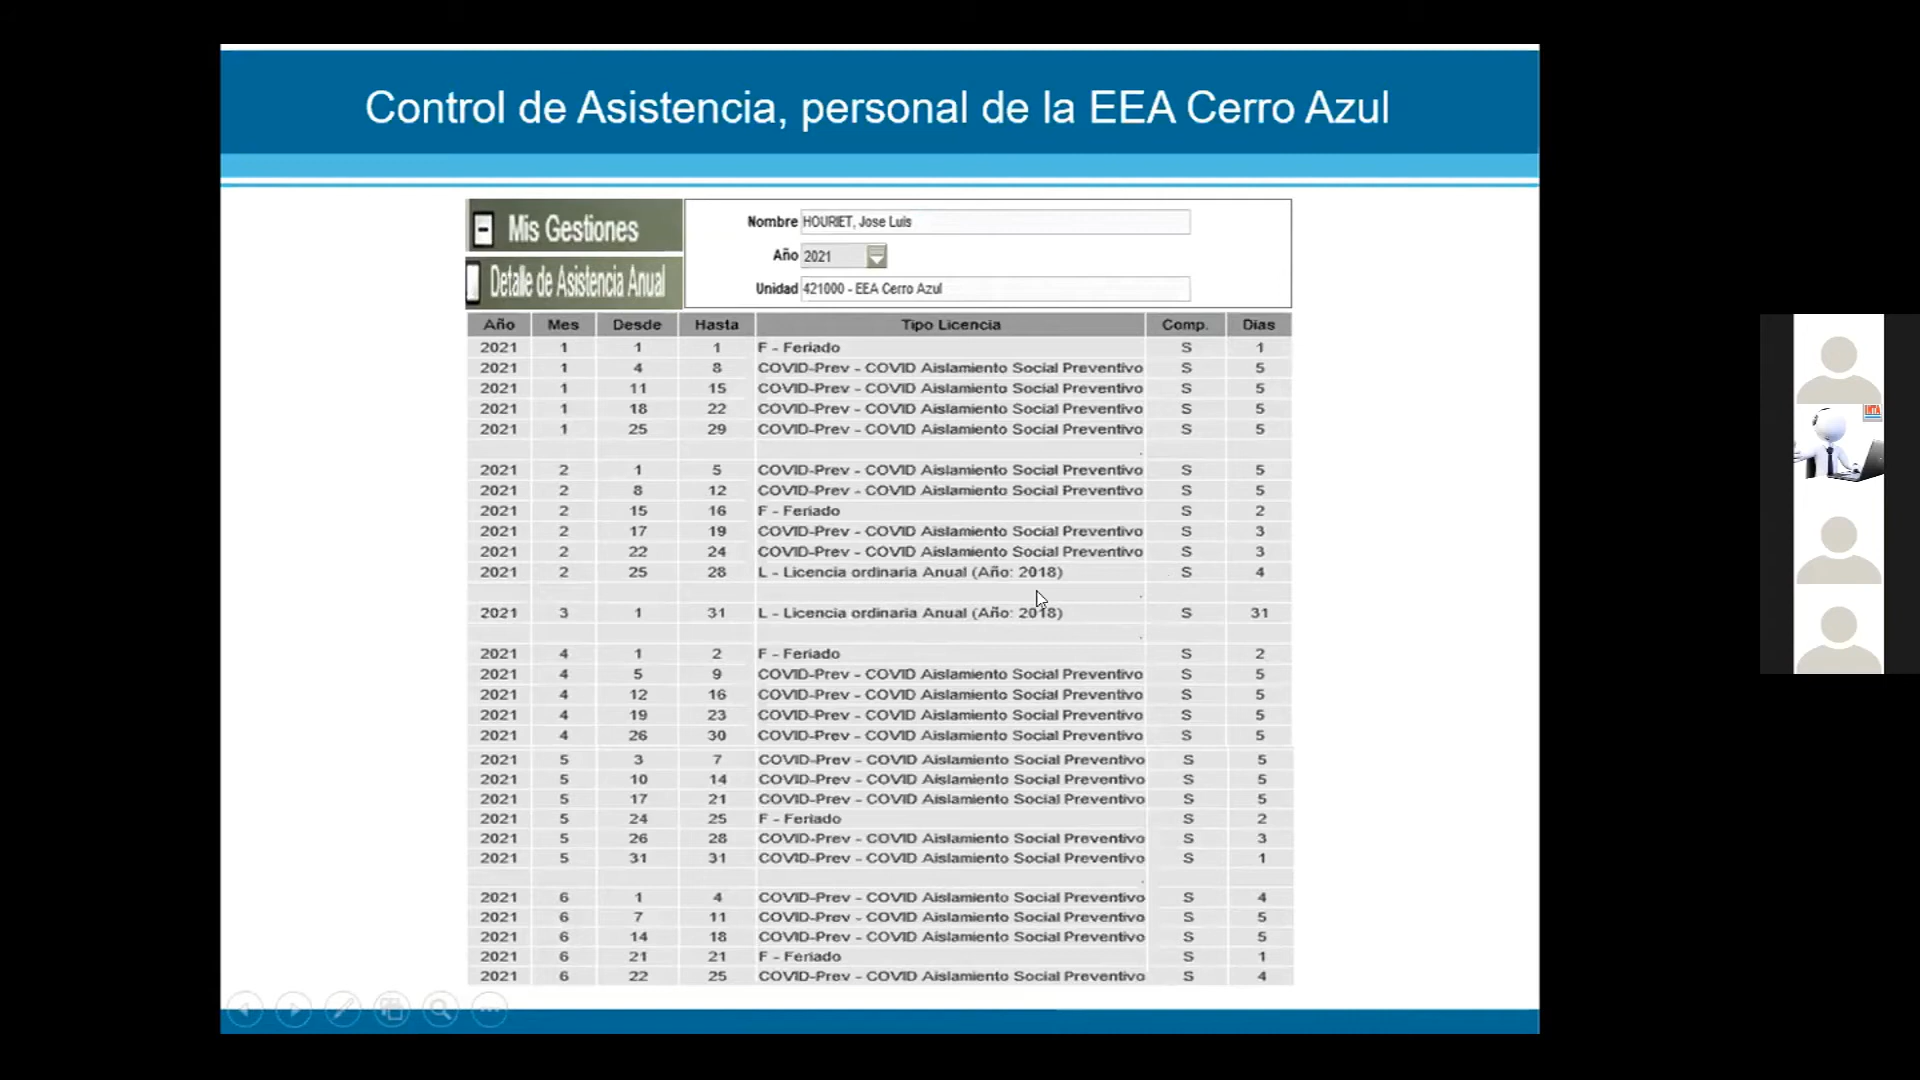 Control de Asistencia, personal de la EEA Cerro Azul
Mis Gestiones
Detalle de Asistencia Anual
Nombre HOURIET, Jose Luis
Año 2021
Unidad 421000 - EEA Cerro Azul
Año Mes Desde Hasta Tipo Licencia Comp. Dias
2021 1 1 1 F - Feriado S 1
2021 1 4 8 COVID-Prev - COVID Aislamiento Social Preventivo S 5
2021 1 11 15 COVID-Prev - COVID Aislamiento Social Preventivo S 5
2021 1 18 22 COVID-Prev - COVID Aislamiento Social Preventivo S 5
2021 1 25 29 COVID-Prev - COVID Aislamiento Social Preventivo S 5
2021 2 1 5 COVID-Prev - COVID Aislamiento Social Preventivo S 5
2021 2 8 12 COVID-Prev - COVID Aislamiento Social Preventivo S 5
2021 2 15 16 F - Feriado S 2
2021 2 17 19 COVID-Prev - COVID Aislamiento Social Preventivo S 3
2021 2 22 24 COVID-Prev - COVID Aislamiento Social Preventivo S 3
2021 2 25 28 L - Licencia ordinaria Anual (Año: 2018) S 4
2021 3 1 31 L - Licencia ordinaria Anual (Año: 2018) S 31
2021 4 1 2 F - Feriado S 2
2021 4 5 9 COVID-Prev - COVID Aislamiento Social Preventivo S 5
2021 4 12 16 COVID-Prev - COVID Aislamiento Social Preventivo S 5
2021 4 19 23 COVID-Prev - COVID Aislamiento Social Preventivo S 5
2021 4 26 30 COVID-Prev - COVID Aislamiento Social Preventivo S 5
2021 5 3 7 COVID-Prev - COVID Aislamiento Social Preventivo S 5
2021 5 10 14 COVID-Prev - COVID Aislamiento Social Preventivo S 5
2021 5 17 21 COVID-Prev - COVID Aislamiento Social Preventivo S 5
2021 5 24 25 F - Feriado S 2
2021 5 26 28 COVID-Prev - COVID Aislamiento Social Preventivo S 3
2021 5 31 31 COVID-Prev - COVID Aislamiento Social Preventivo S 1
2021 6 1 4 COVID-Prev - COVID Aislamiento Social Preventivo S 4
2021 6 7 11 COVID-Prev - COVID Aislamiento Social Preventivo S 5
2021 6 14 18 COVID-Prev - COVID Aislamiento Social Preventivo S 5
2021 6 21 21 F - Feriado S 1
2021 6 22 25 COVID-Prev - COVID Aislamiento Social Preventivo S 4